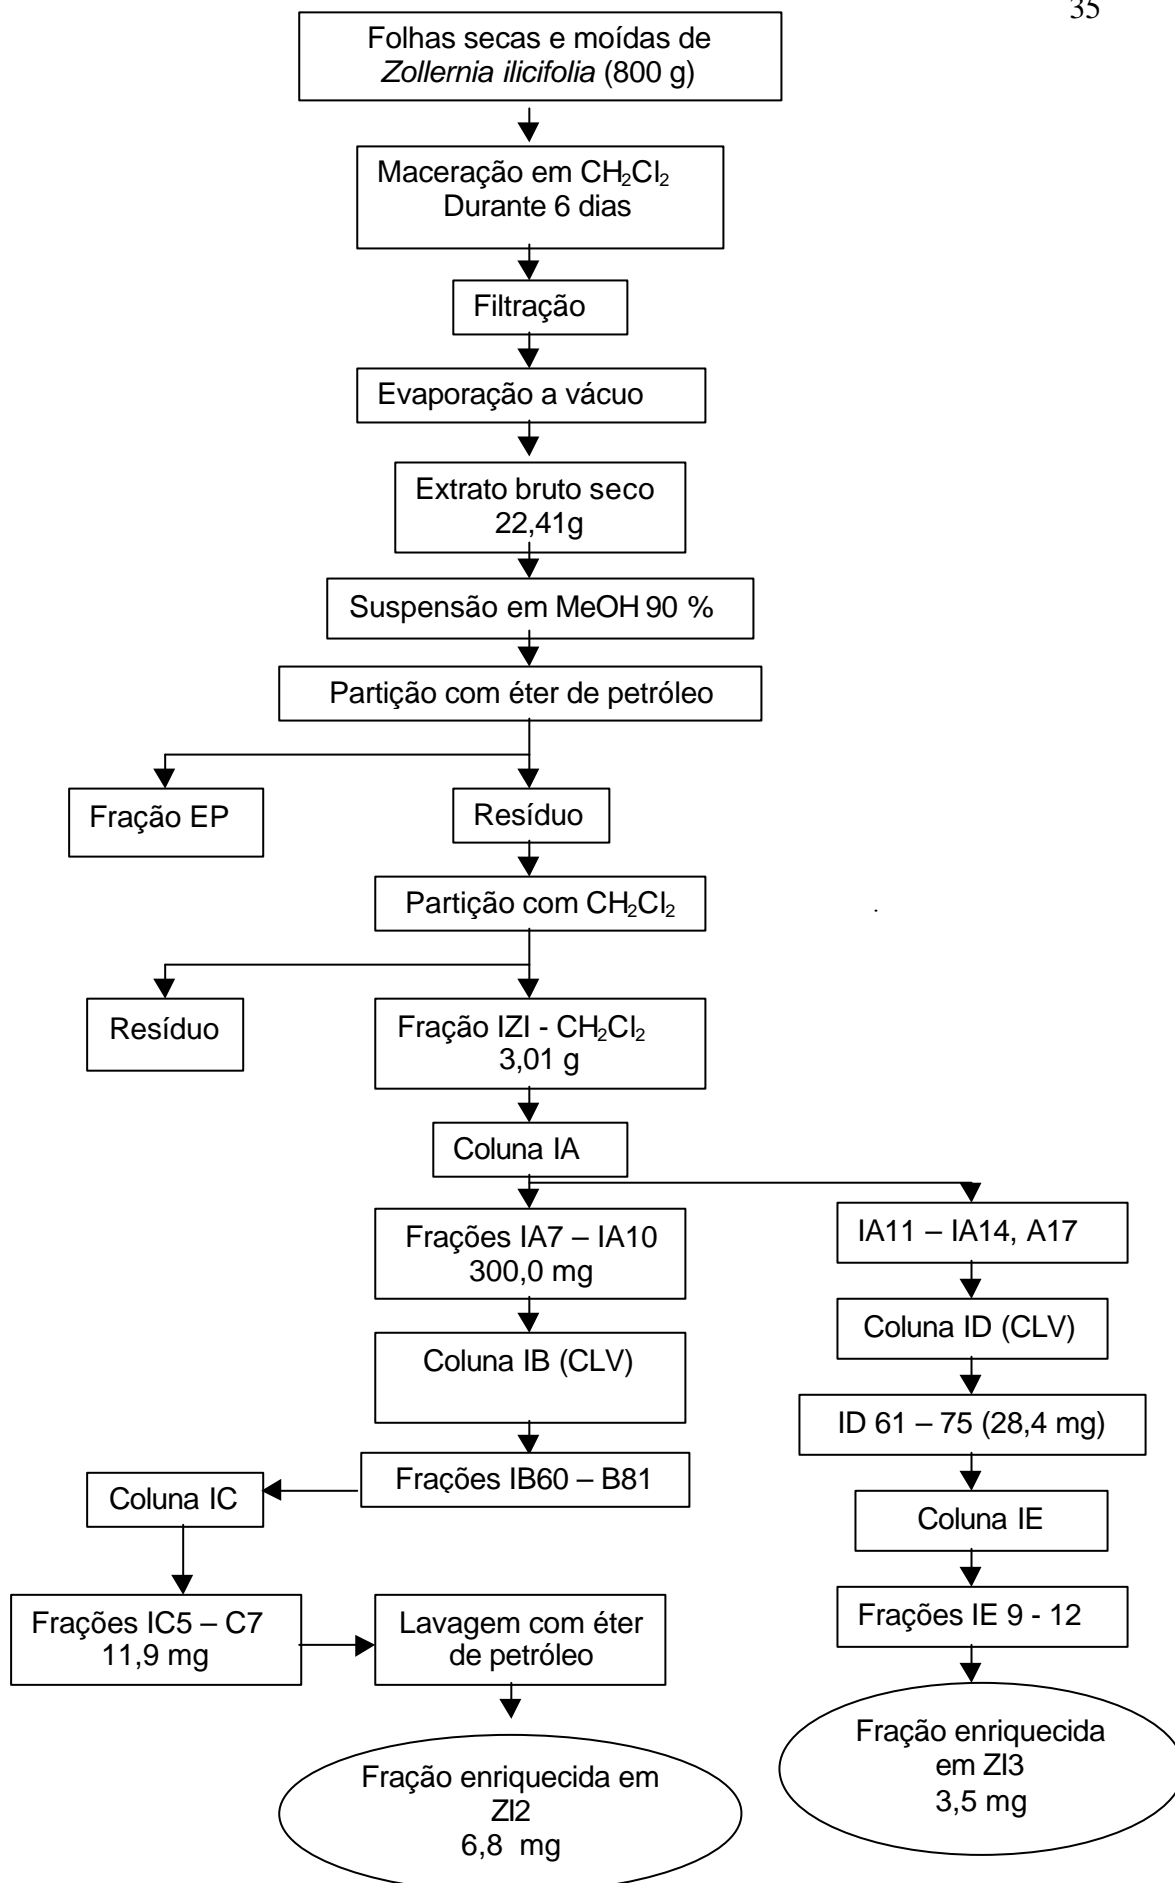 35
Folhas secas e moídas de
Zollernia ilicifolia (800 g)
Maceração em CH₂Cl₂
Durante 6 dias
Filtração
Evaporação a vácuo
Extrato bruto seco
22,41g
Suspensão em MeOH 90 %
Partição com éter de petróleo
Fração EP
Resíduo
Partição com CH₂Cl₂
Resíduo
Fração IZI - CH₂Cl₂
3,01 g
Coluna IA
Frações IA7 – IA10
300,0 mg
IA11 – IA14, A17
Coluna IB (CLV)
Coluna ID (CLV)
ID 61 – 75 (28,4 mg)
Frações IB60 – B81
Coluna IC
Coluna IE
Frações IC5 – C7
11,9 mg
Lavagem com éter
de petróleo
Frações IE 9 - 12
Fração enriquecida em
ZI2
6,8 mg
Fração enriquecida
em ZI3
3,5 mg